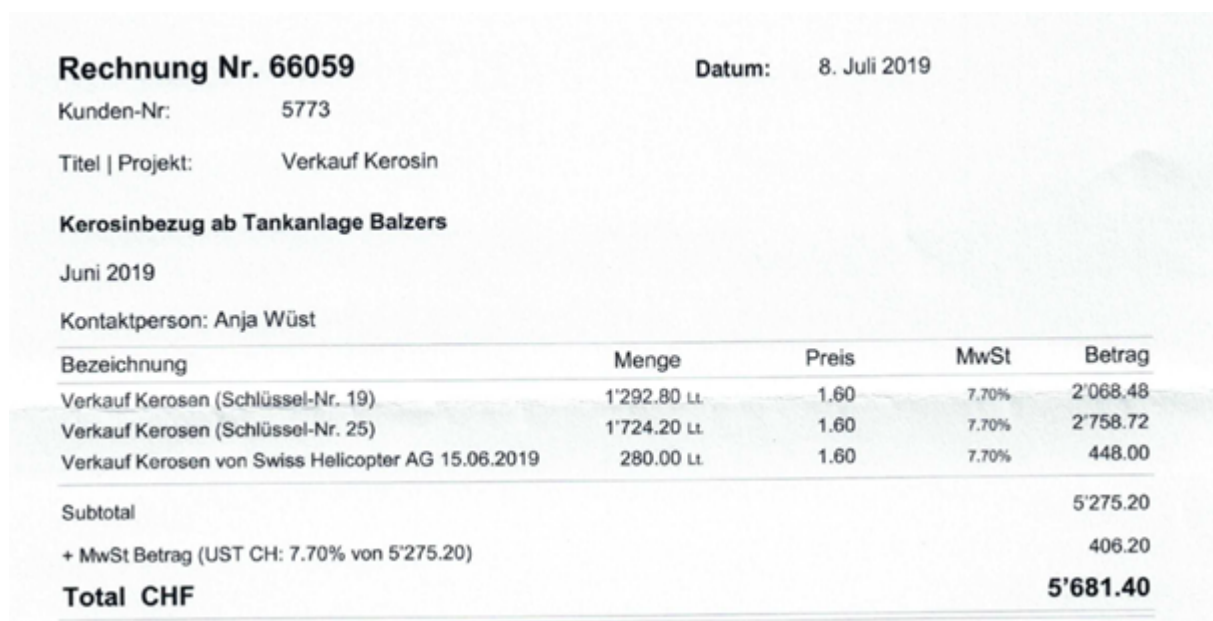 Rechnung Nr. 66059 Datum: 8. Juli 2019
Kunden-Nr: 5773
Titel | Projekt: Verkauf Kerosin
Kerosinbezug ab Tankanlage Balzers
Juni 2019
Kontaktperson: Anja Wüst
Bezeichnung Menge Preis MwSt Betrag
Verkauf Kerosen (Schlüssel-Nr. 19) 1'292.80 Lt. 1.60 7.70% 2'068.48
Verkauf Kerosen (Schlüssel-Nr. 25) 1'724.20 Lt. 1.60 7.70% 2'758.72
Verkauf Kerosen von Swiss Helicopter AG 15.06.2019 280.00 Lt. 1.60 7.70% 448.00
Subtotal 5'275.20
+ MwSt Betrag (UST CH: 7.70% von 5'275.20) 406.20
Total CHF 5'681.40